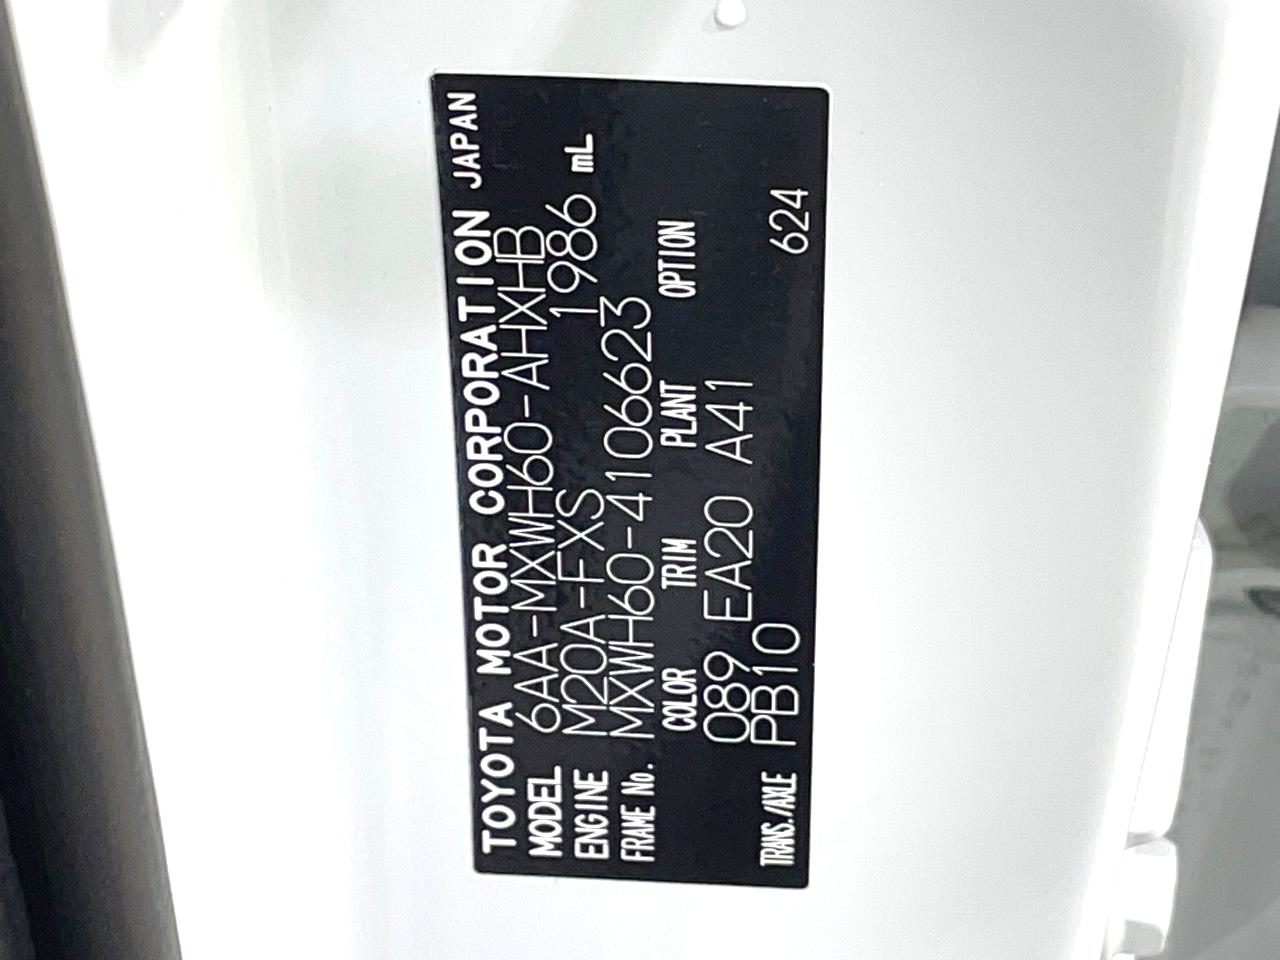 TOYOTA MOTOR CORPORATION JAPAN
MODEL 6AA-MXWH60-AHXHB
ENGINE M20A-FXS 1986 mL
FRAME No. MXWH60-4106623
COLOR TRIM PLANT OPTION
089 EA20 A41
TRANS./AXLE PB10 624